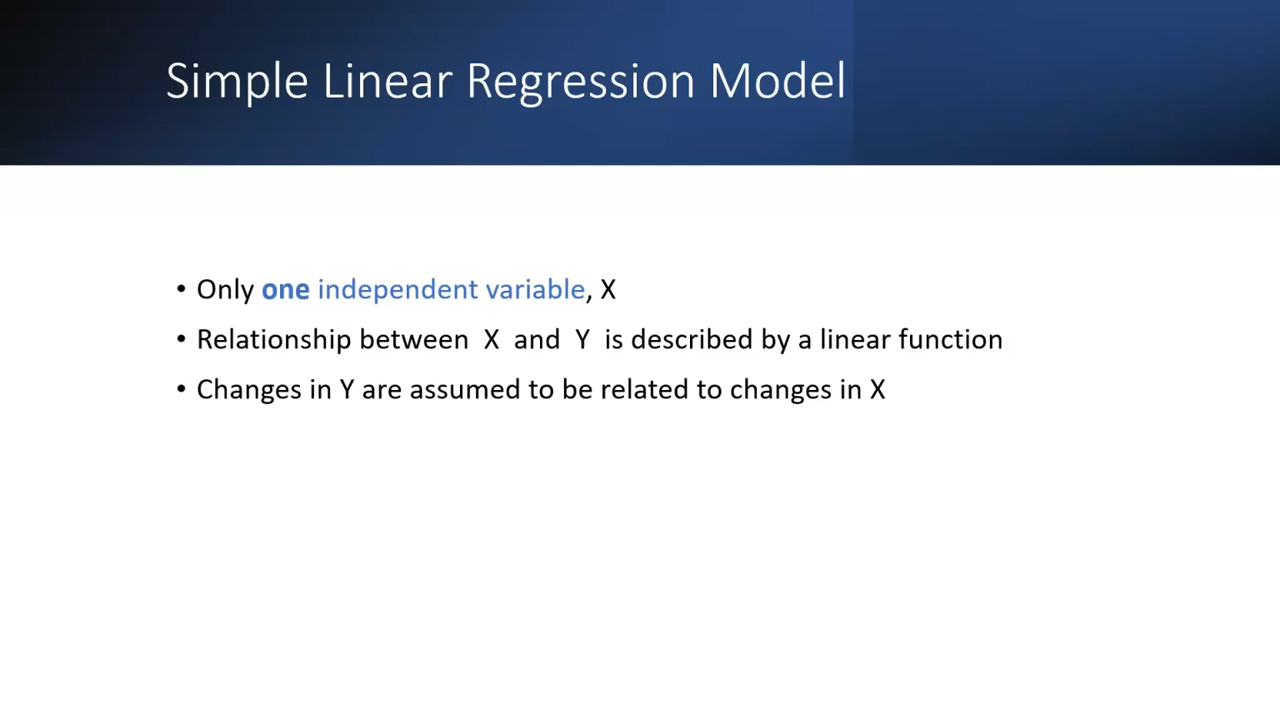 Simple Linear Regression Model
• Only one independent variable, X
• Relationship between X and Y is described by a linear function
• Changes in Y are assumed to be related to changes in X